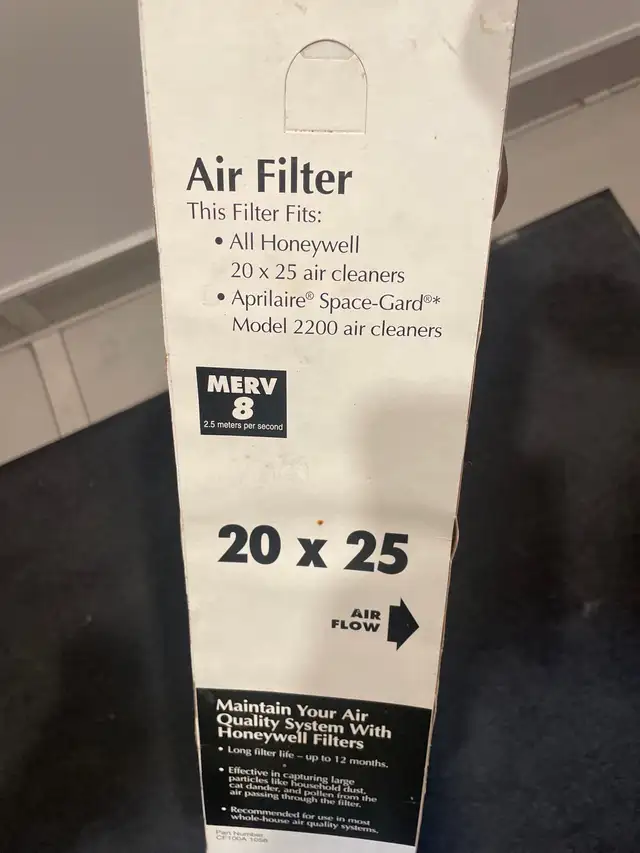 Air Filter
This Filter Fits:
• All Honeywell
20 x 25 air cleaners
• Aprilaire® Space-Gard®*
Model 2200 air cleaners
MERV
8
2.5 meters per second
20 x 25
AIR
FLOW
Maintain Your Air
Quality System With
Honeywell Filters
• Long filter life – up to 12 months.
• Effective in capturing large
particles like household dust,
cat dander, and pollen from the
air passing through the filter.
• Recommended for use in most
whole-house air quality systems.
Part Number
CF100A 1058